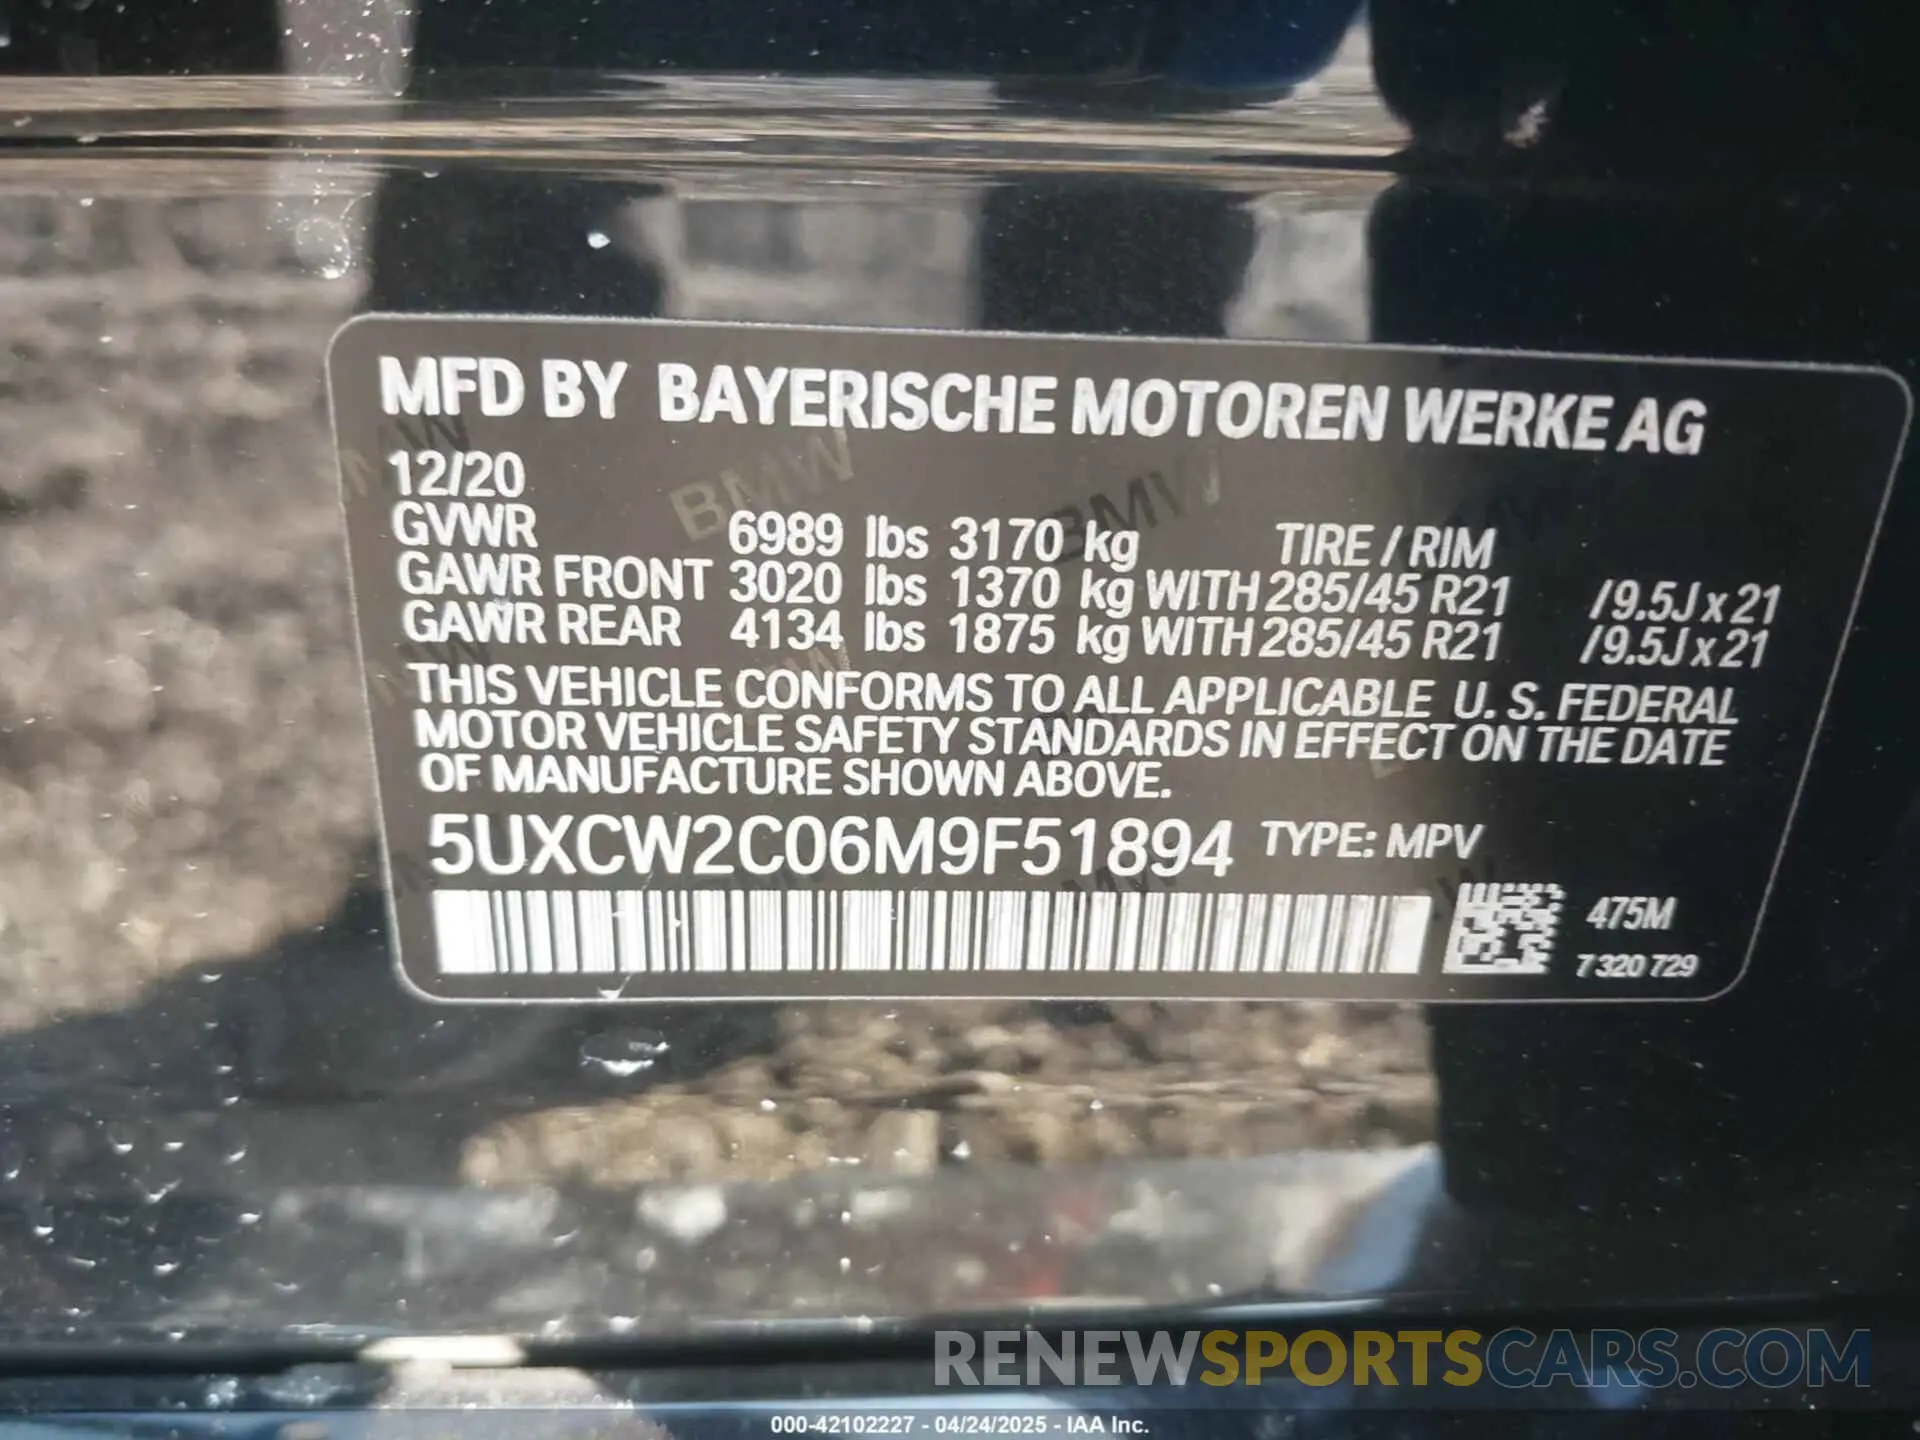 MFD BY BAYERISCHE MOTOREN WERKE AG
12/20
GVWR 6989 lbs 3170 kg TIRE / RIM
GAWR FRONT 3020 lbs 1370 kg WITH 285/45 R21 /9.5J x 21
GAWR REAR 4134 lbs 1875 kg WITH 285/45 R21 /9.5J x 21
THIS VEHICLE CONFORMS TO ALL APPLICABLE U. S. FEDERAL
MOTOR VEHICLE SAFETY STANDARDS IN EFFECT ON THE DATE
OF MANUFACTURE SHOWN ABOVE.
5UXCW2C06M9F51894 TYPE: MPV
475M
7 320 729
RENEWSPORTSCARS.COM
000-42102227 - 04/24/2025 - IAA Inc.